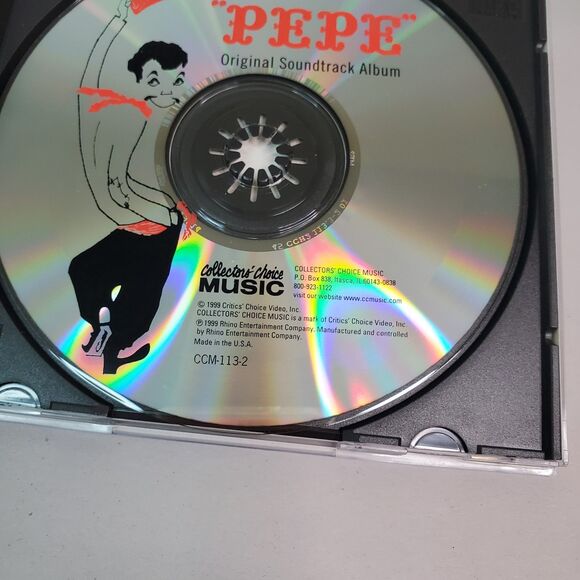 "PEPE"
Original Soundtrack Album
collectors' choice
MUSIC
COLLECTORS' CHOICE MUSIC
P.O. Box 838, Itasca, IL 60143-0838
800-923-1122
visit our website www.ccmusic.com
© 1999 Critics' Choice Video, Inc.
COLLECTORS' CHOICE MUSIC is a mark of Critics' Choice Video, Inc.
℗ 1999 Rhino Entertainment Company. Manufactured and controlled
by Rhino Entertainment Company.
Made in the U.S.A.
CCM-113-2